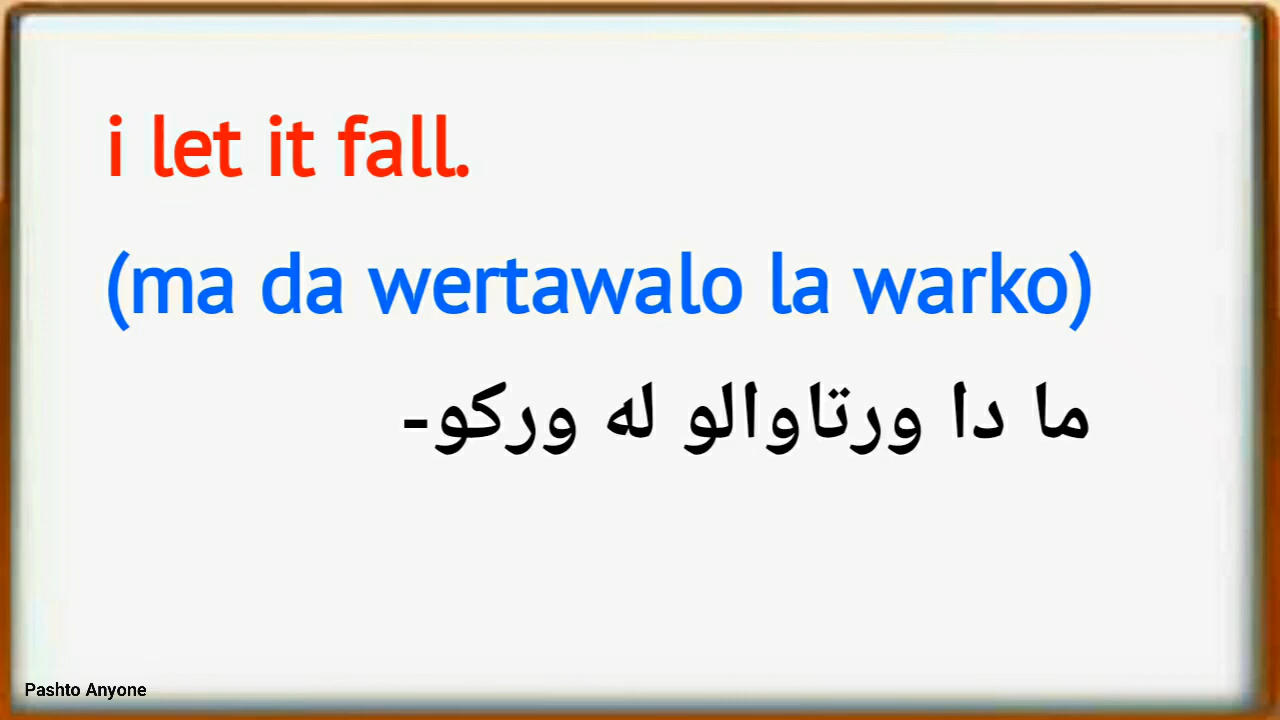 i let it fall.
(ma da wertawalo la warko)
ما دا ورتاوالو له ورکو-
Pashto Anyone